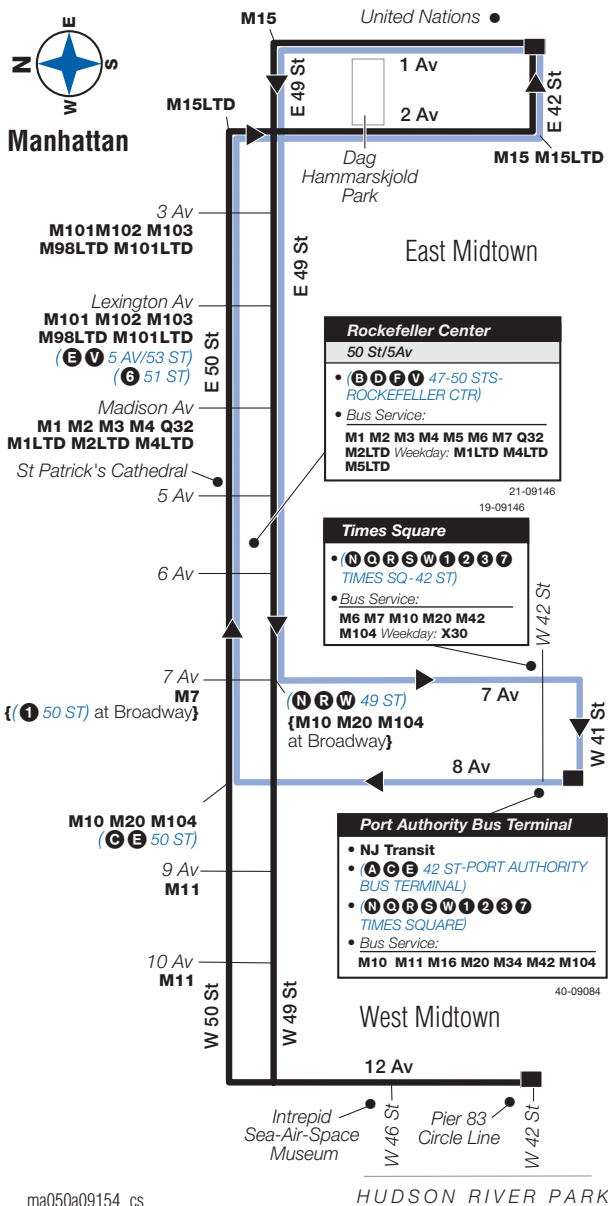 M15
United Nations
N
E
S
W
Manhattan
M15LTD
E 49 St
1 Av
2 Av
E 42 St
M15 M15LTD
Dag
Hammarskjold
Park
3 Av
M101M102 M103
M98LTD M101LTD
E 49 St
East Midtown
Lexington Av
M101 M102 M103
M98LTD M101LTD
(E V 5 AV/53 ST)
(6 51 ST)
E 50 St
Madison Av
M1 M2 M3 M4 Q32
M1LTD M2LTD M4LTD
St Patrick's Cathedral
5 Av
6 Av
Rockefeller Center
50 St/5Av
• (B D F V 47-50 STS-
ROCKEFELLER CTR)
• Bus Service:
M1 M2 M3 M4 M5 M6 M7 Q32
M2LTD Weekday: M1LTD M4LTD
M5LTD
21-09146
19-09146
Times Square
• (N Q R S W 1 2 3 7
TIMES SQ-42 ST)
• Bus Service:
M6 M7 M10 M20 M42
M104 Weekday: X30
W 42 St
7 Av
M7
{(1 50 ST) at Broadway}
(N R W 49 ST)
{M10 M20 M104
at Broadway}
7 Av
W 41 St
8 Av
M10 M20 M104
(C E 50 ST)
9 Av
M11
10 Av
M11
Port Authority Bus Terminal
• NJ Transit
• (A C E 42 ST-PORT AUTHORITY
BUS TERMINAL)
• (N Q R S W 1 2 3 7
TIMES SQUARE)
• Bus Service:
M10 M11 M16 M20 M34 M42 M104
40-09084
W 50 St
W 49 St
West Midtown
12 Av
Intrepid
Sea-Air-Space
Museum
W 46 St
Pier 83
Circle Line
W 42 St
HUDSON RIVER PARK
ma050a09154_cs